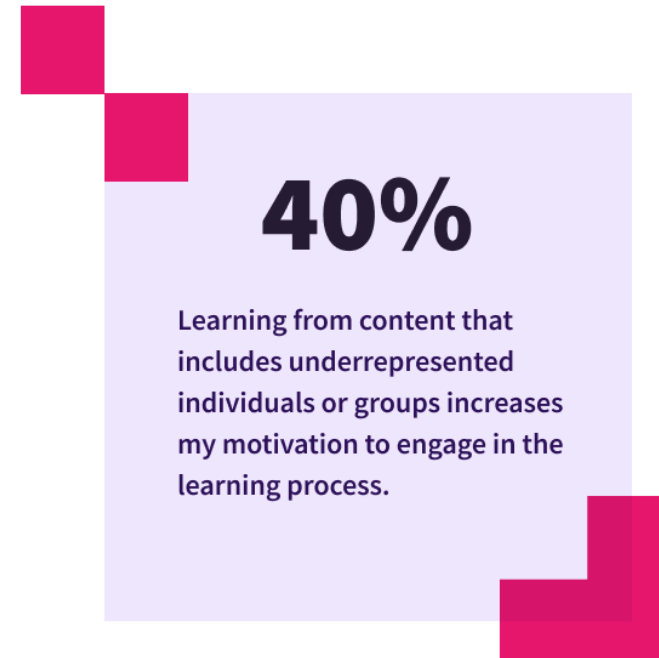 40%
Learning from content that
includes underrepresented
individuals or groups increases
my motivation to engage in the
learning process.